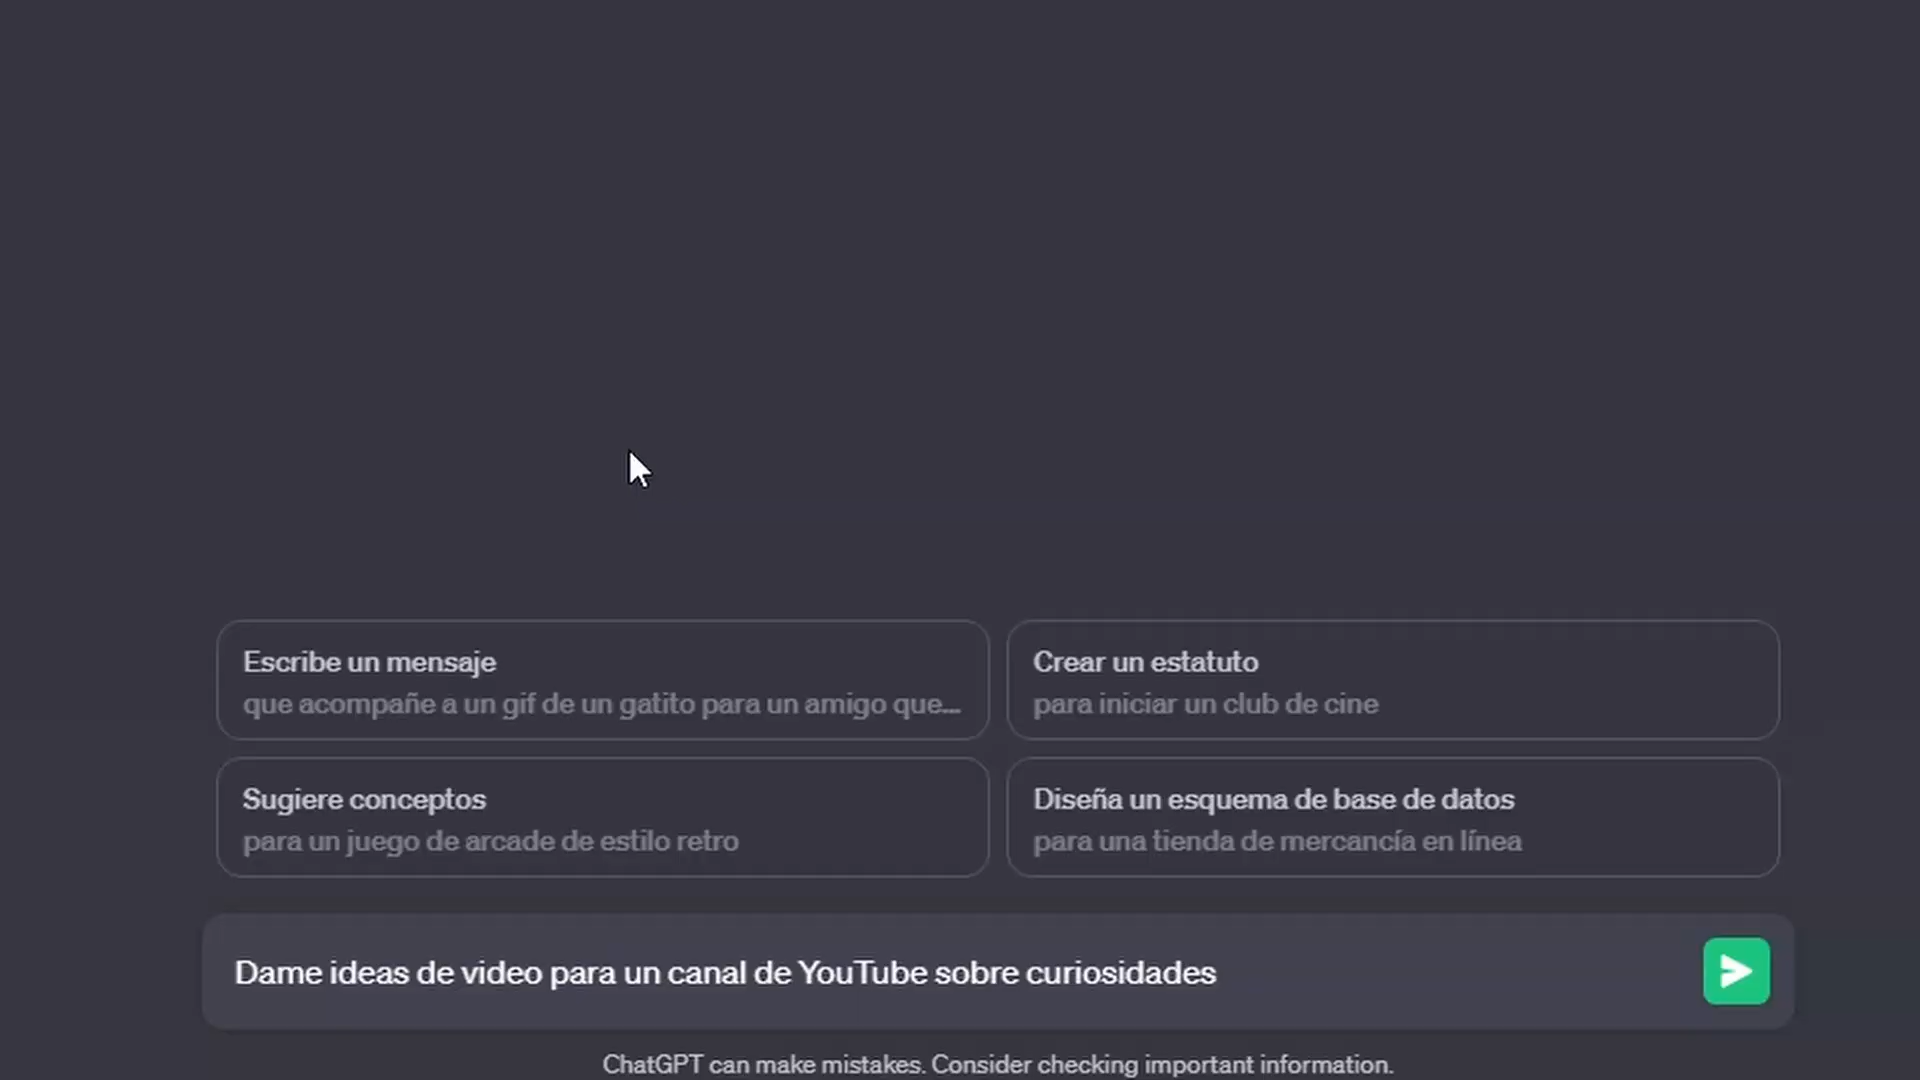 Escribe un mensaje
que acompañe a un gif de un gatito para un amigo que...
Crear un estatuto
para iniciar un club de cine
Sugiere conceptos
para un juego de arcade de estilo retro
Diseña un esquema de base de datos
para una tienda de mercancía en línea
Dame ideas de video para un canal de YouTube sobre curiosidades
ChatGPT can make mistakes. Consider checking important information.